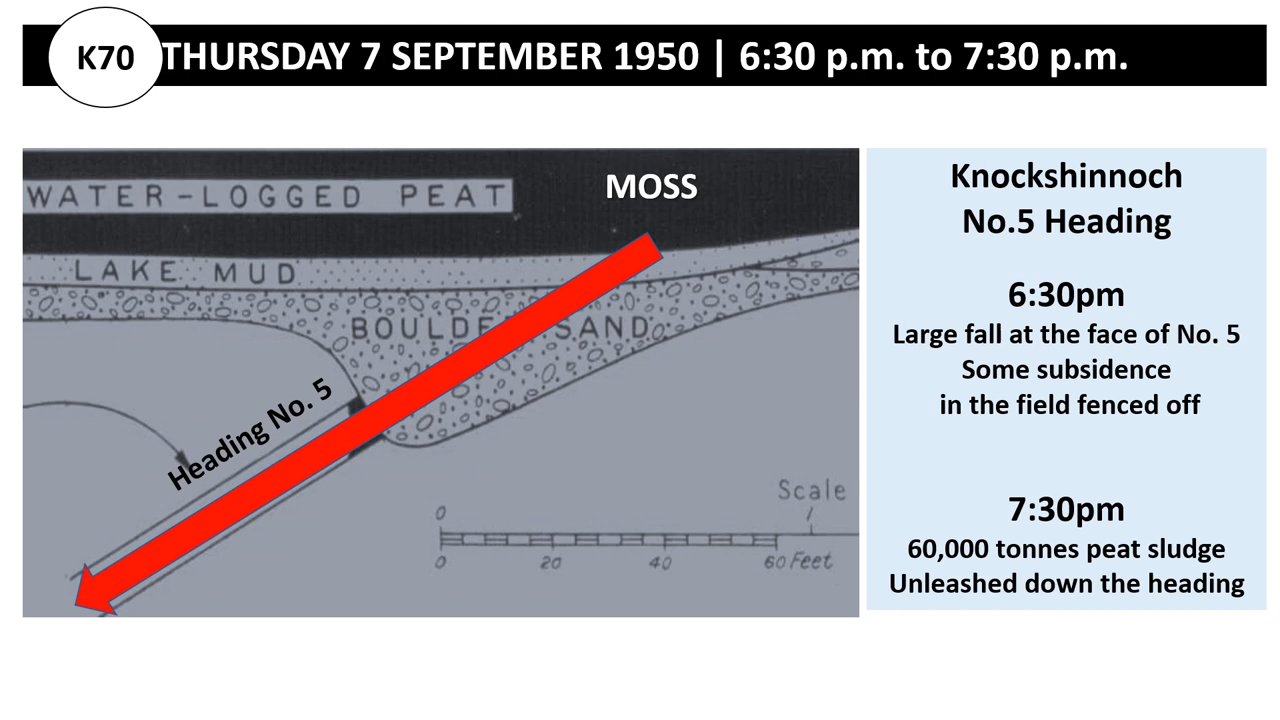 K70
THURSDAY 7 SEPTEMBER 1950 | 6:30 p.m. to 7:30 p.m.
WATER-LOGGED PEAT
MOSS
LAKE MUD
BOULDE SAND
Heading No. 5
Scale
0
0 20 40 60 Feet
Knockshinnoch
No.5 Heading
6:30pm
Large fall at the face of No. 5
Some subsidence
in the field fenced off
7:30pm
60,000 tonnes peat sludge
Unleashed down the heading